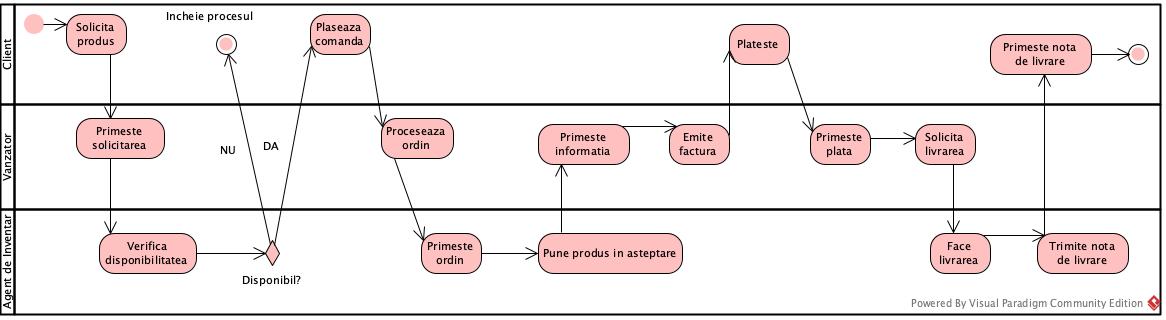 Client
Solicita
produs
Incheie procesul
Plaseaza
comanda
Plateste
Primeste nota
de livrare
Vanzator
Primeste
solicitarea
NU
DA
Proceseaza
ordin
Primeste
informatia
Emite
factura
Primeste
plata
Solicita
livrarea
Agent de Inventar
Verifica
disponibilitatea
Disponibil?
Primeste
ordin
Pune produs in asteptare
Face
livrarea
Trimite nota
de livrare
Powered By Visual Paradigm Community Edition